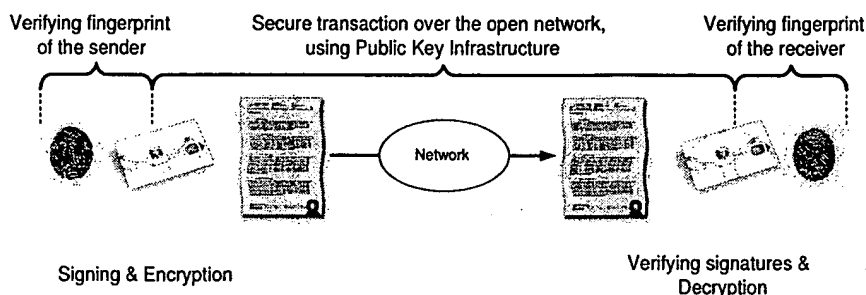 Verifying fingerprint
of the sender
Secure transaction over the open network,
using Public Key Infrastructure
Verifying fingerprint
of the receiver
Network
Signing & Encryption
Verifying signatures &
Decryption